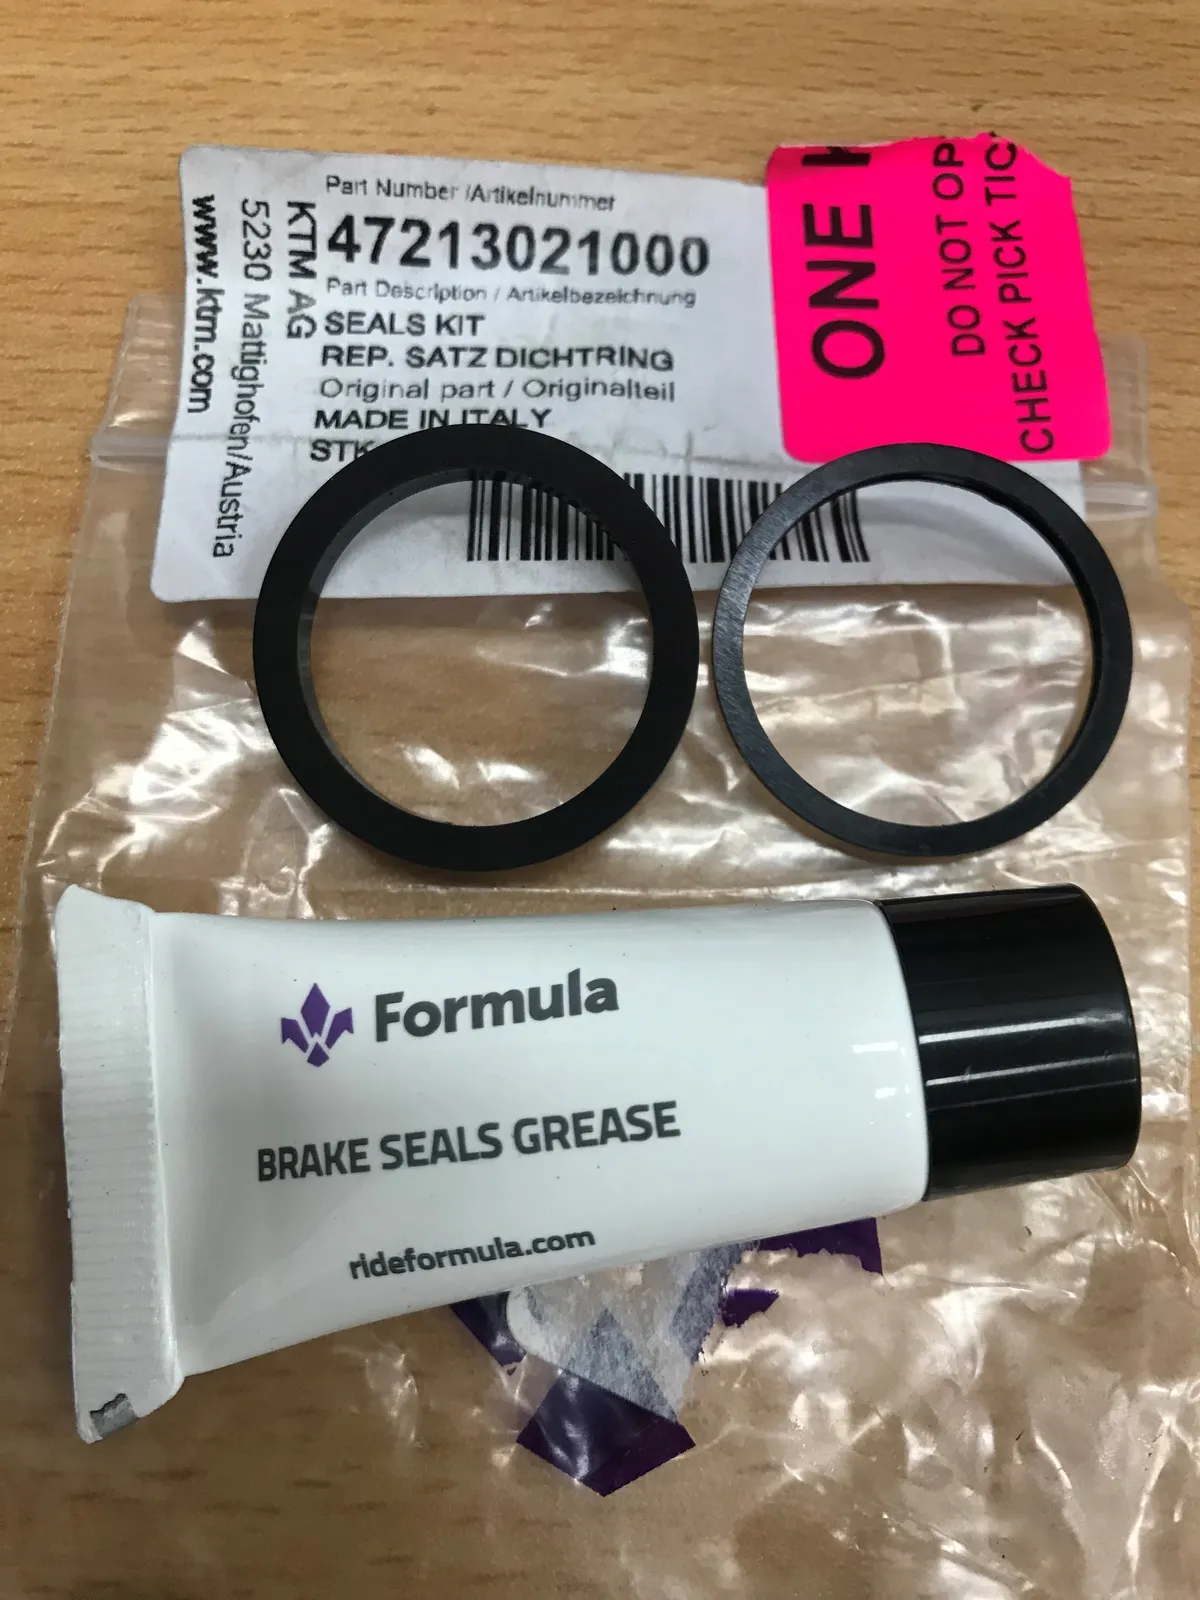 Part Number /Artikelnummer
47213021000
Part Description / Artikelbezeichnung
SEALS KIT
REP. SATZ DICHTRING
Original part / Originalteil
MADE IN ITALY
STK
KTM AG
5230 Mattighofen/Austria
www.ktm.com
ONE
DO NOT OP
CHECK PICK TIC
Formula
BRAKE SEALS GREASE
rideformula.com